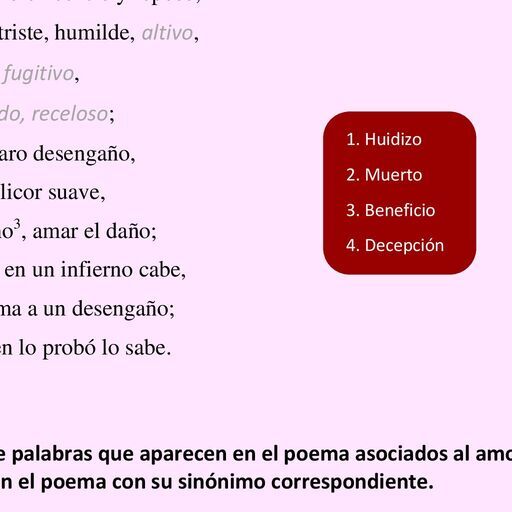 triste, humilde, altivo,
fugitivo,
do, receloso;
aro desengaño,
licor suave,
o3, amar el daño;
en un infierno cabe,
ma a un desengaño;
en lo probó lo sabe.
1. Huidizo
2. Muerto
3. Beneficio
4. Decepción
e palabras que aparecen en el poema asociados al amo
n el poema con su sinónimo correspondiente.